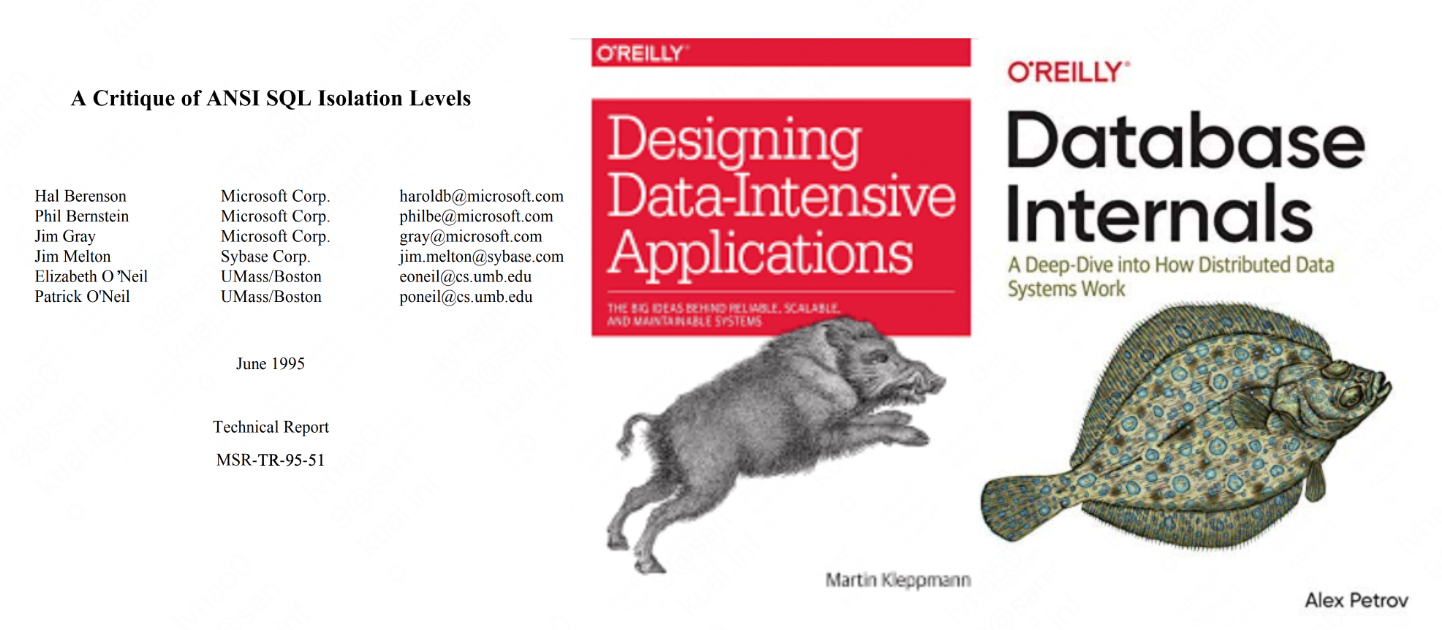 A Critique of ANSI SQL Isolation Levels
Hal Berenson Microsoft Corp. haroldb@microsoft.com
Phil Bernstein Microsoft Corp. philbe@microsoft.com
Jim Gray Microsoft Corp. gray@microsoft.com
Jim Melton Sybase Corp. jim.melton@sybase.com
Elizabeth O'Neil UMass/Boston eoneil@cs.umb.edu
Patrick O'Neil UMass/Boston poneil@cs.umb.edu
June 1995
Technical Report
MSR-TR-95-51
O'REILLY®
Designing
Data-Intensive
Applications
THE BIG IDEAS BEHIND RELIABLE, SCALABLE,
AND MAINTAINABLE SYSTEMS
Martin Kleppmann
O'REILLY®
Database
Internals
A Deep-Dive into How Distributed Data
Systems Work
Alex Petrov